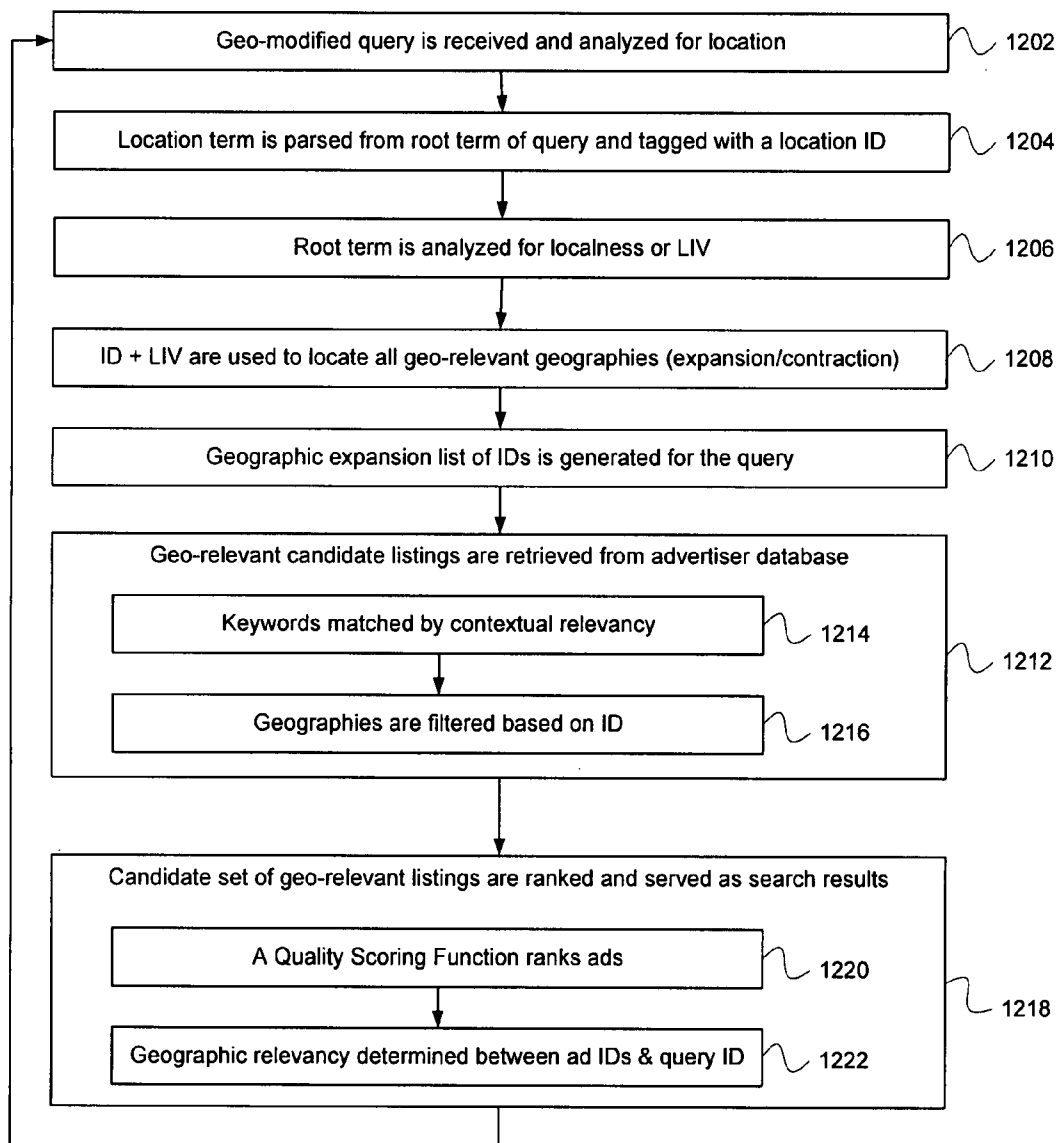 Geo-modified query is received and analyzed for location
1202
Location term is parsed from root term of query and tagged with a location ID
1204
Root term is analyzed for localness or LIV
1206
ID + LIV are used to locate all geo-relevant geographies (expansion/contraction)
1208
Geographic expansion list of IDs is generated for the query
1210
Geo-relevant candidate listings are retrieved from advertiser database
Keywords matched by contextual relevancy
1214
1212
Geographies are filtered based on ID
1216
Candidate set of geo-relevant listings are ranked and served as search results
A Quality Scoring Function ranks ads
1220
1218
Geographic relevancy determined between ad IDs & query ID
1222